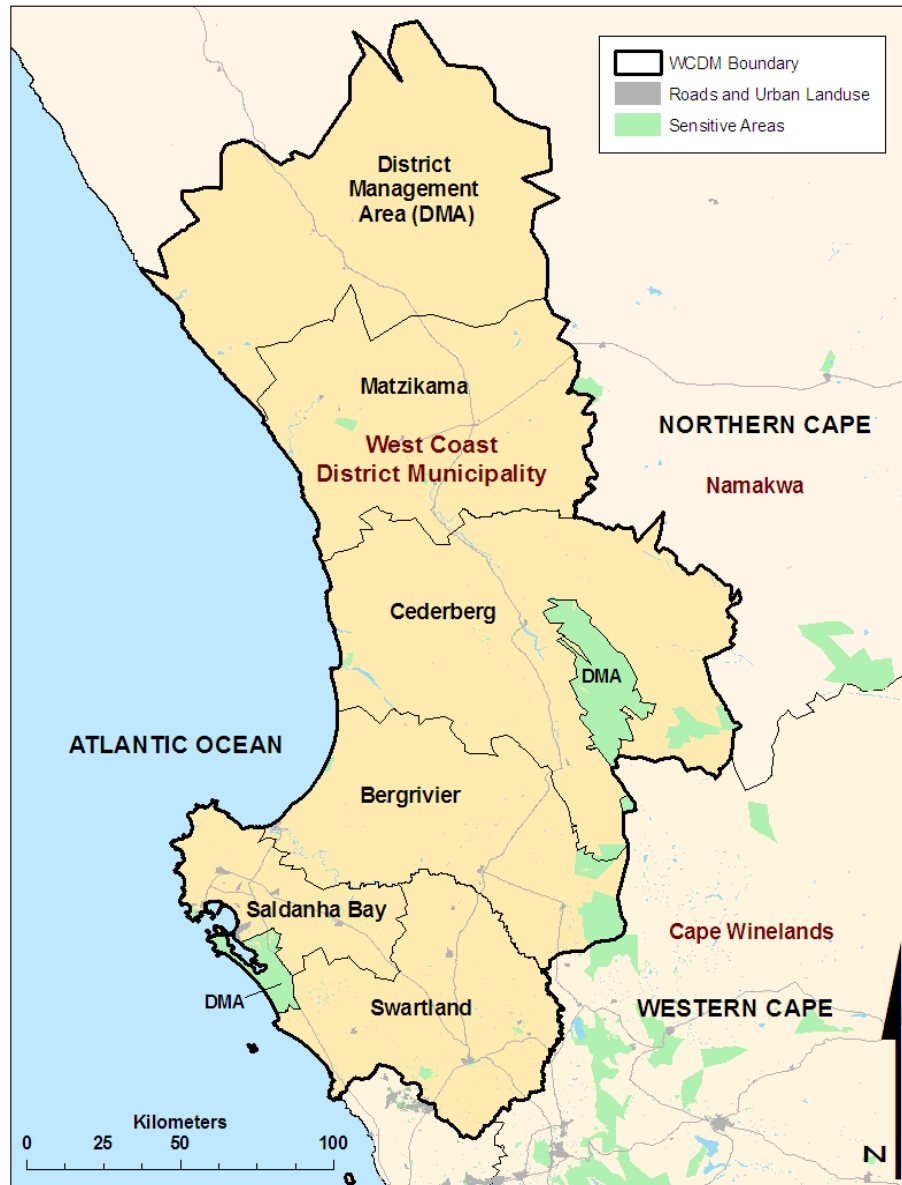 WCDM Boundary
Roads and Urban Landuse
Sensitive Areas
District
Management
Area (DMA)
Matzikama
West Coast
District Municipality
NORTHERN CAPE
Namakwa
Cederberg
DMA
ATLANTIC OCEAN
Bergrivier
Saldanha Bay
Cape Winelands
DMA
Swartland
WESTERN CAPE
Kilometers
0 25 50 100
N